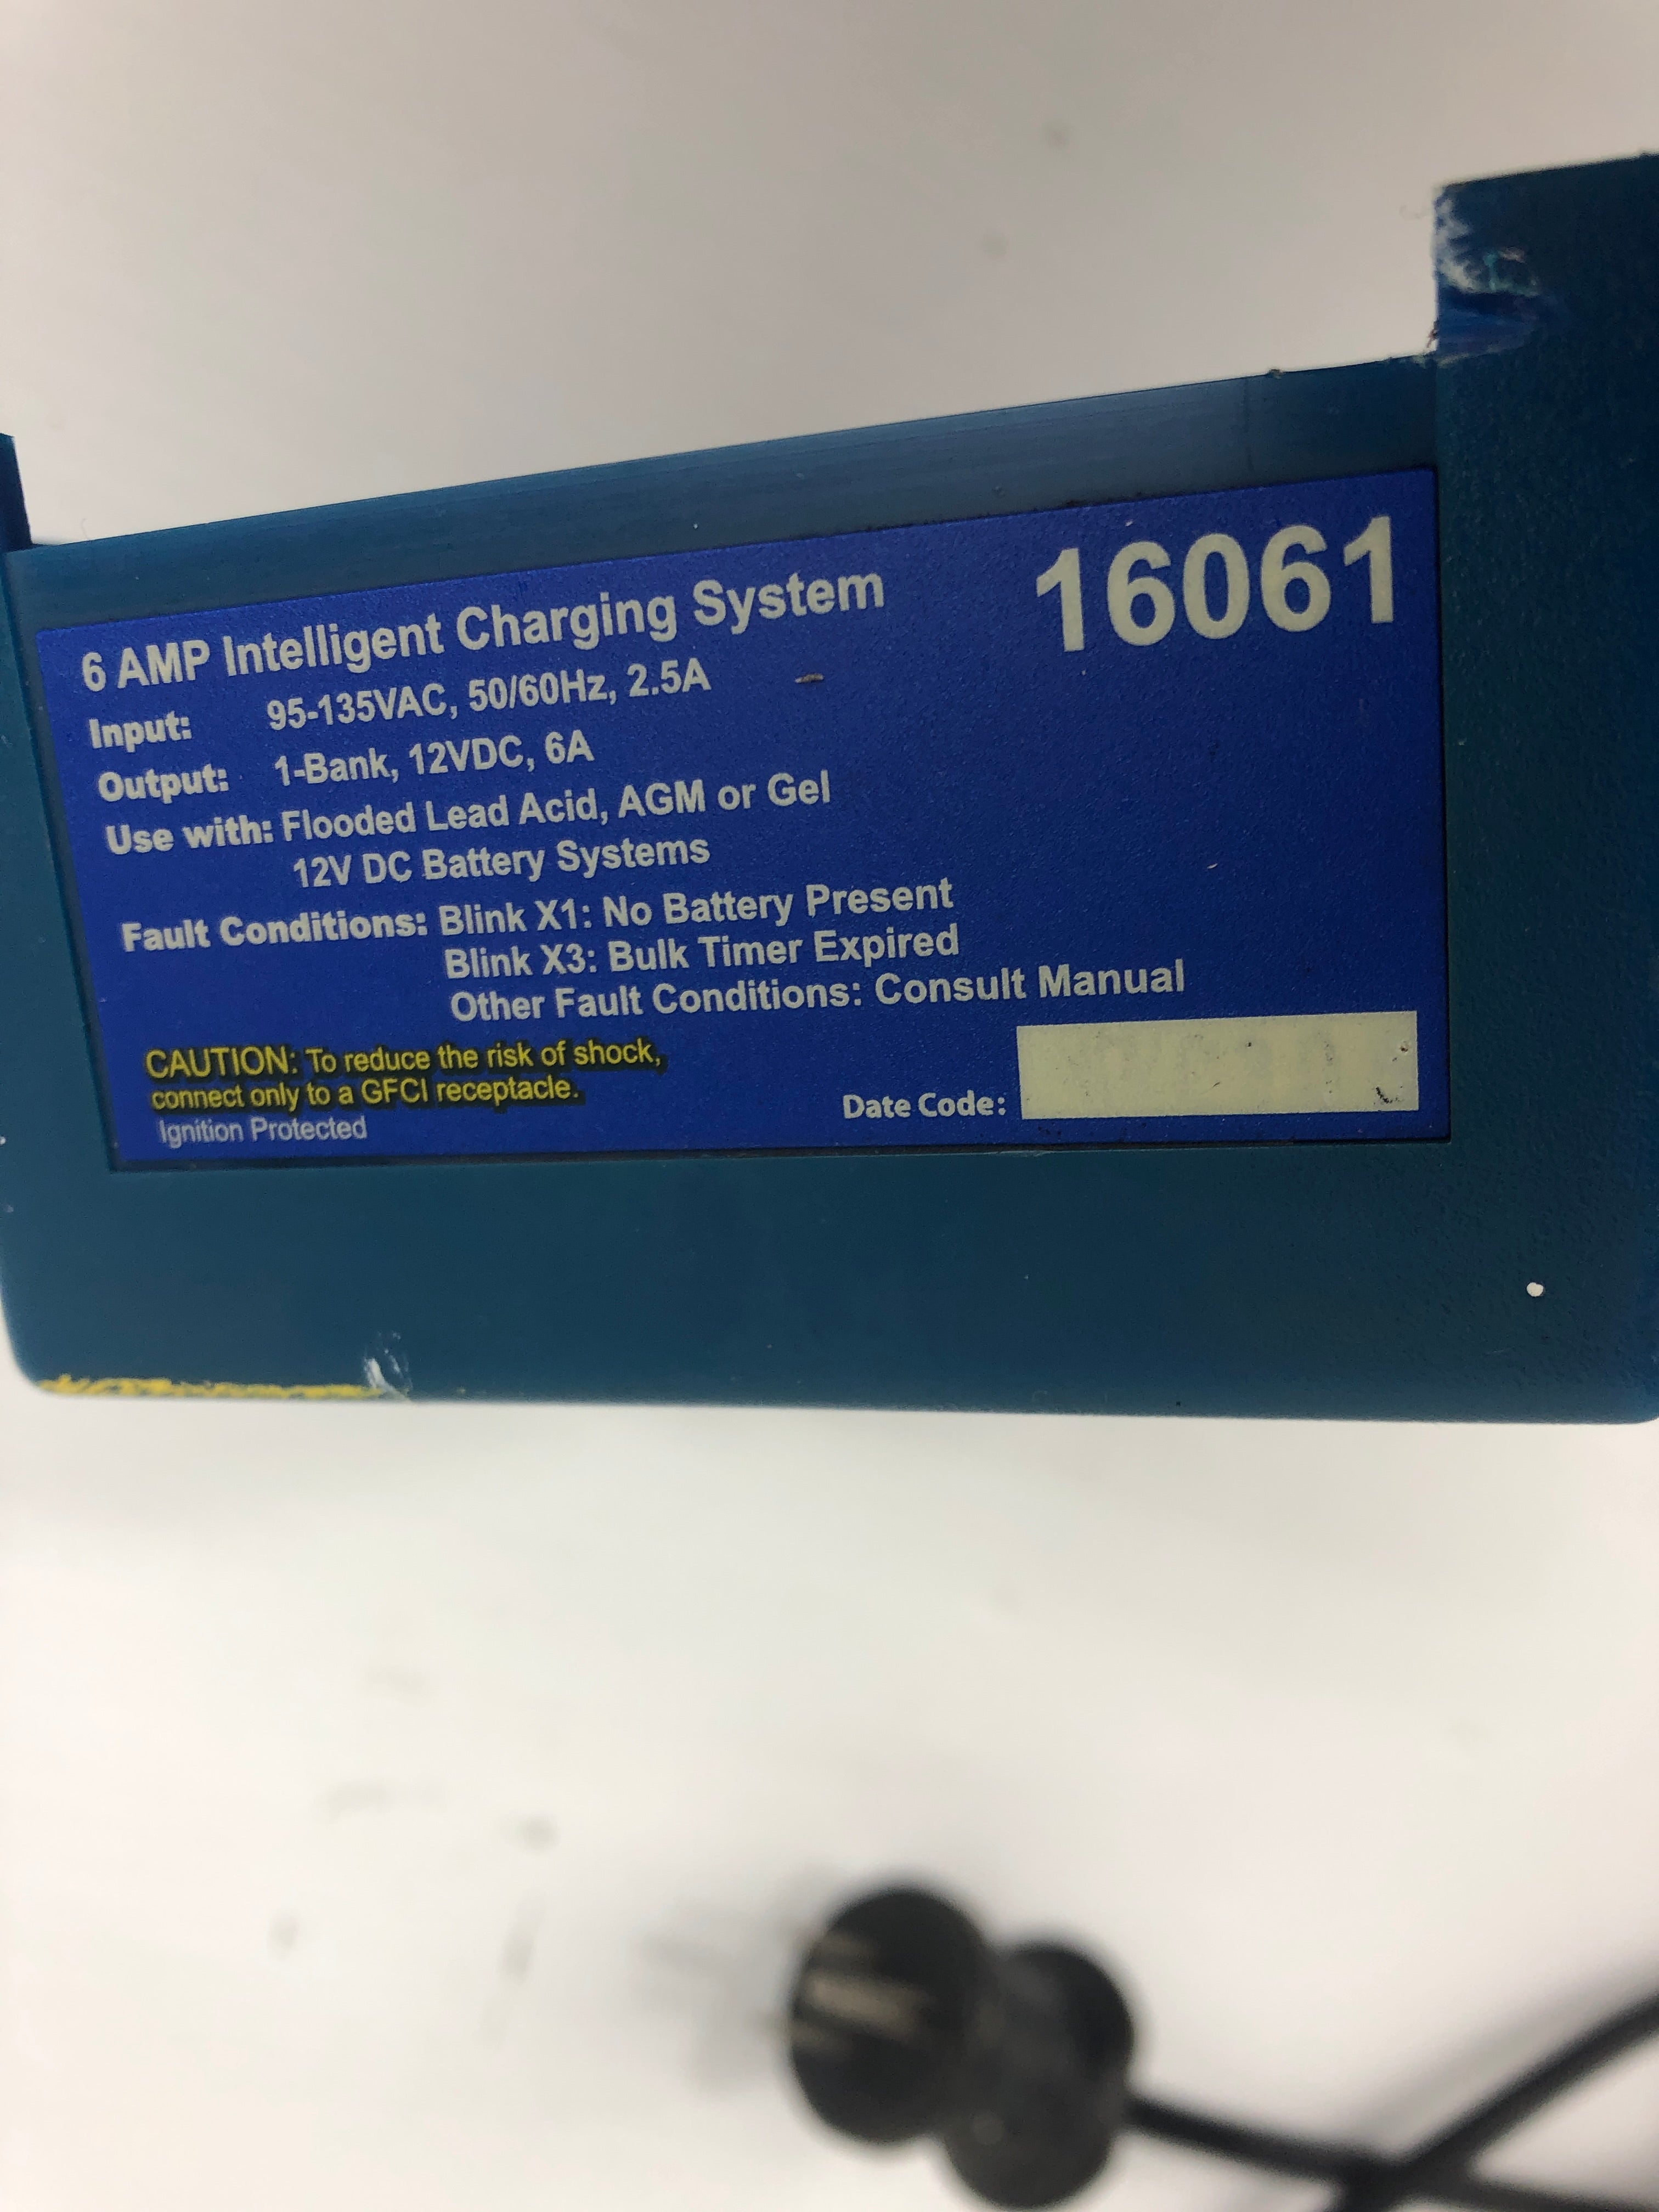 6 AMP Intelligent Charging System
16061
Input: 95-135VAC, 50/60Hz, 2.5A
Output: 1-Bank, 12VDC, 6A
Use with: Flooded Lead Acid, AGM or Gel
12V DC Battery Systems
Fault Conditions: Blink X1: No Battery Present
Blink X3: Bulk Timer Expired
Other Fault Conditions: Consult Manual
CAUTION: To reduce the risk of shock,
connect only to a GFCI receptacle.
Ignition Protected
Date Code: